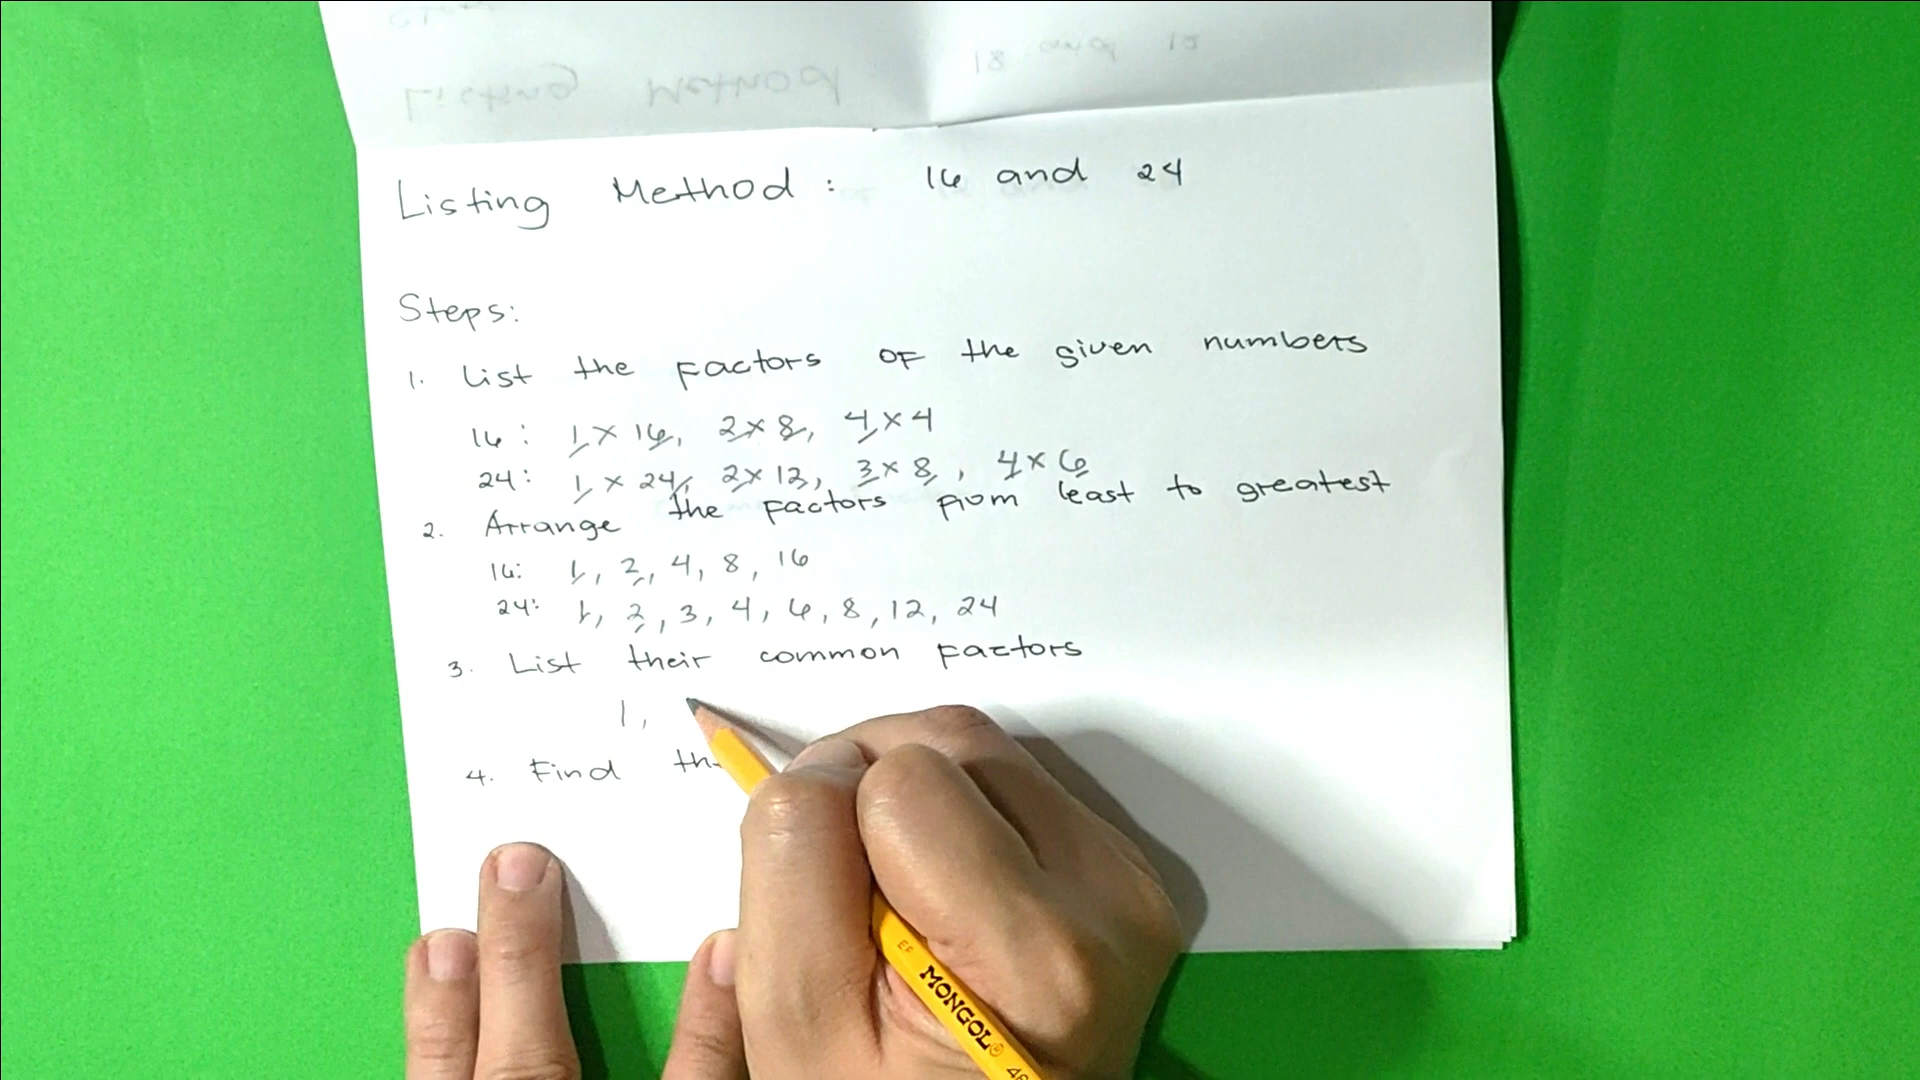 Listing Method : 16 and 24
Steps:
1. List the factors of the given numbers
16: 1 x 16, 2 x 8, 4 x 4
24: 1 x 24, 2 x 12, 3 x 8, 4 x 6
2. Arrange the factors from least to greatest
16: 1, 2, 4, 8, 16
24: 1, 2, 3, 4, 6, 8, 12, 24
3. List their common factors
1,
4. Find
EF MONGOL®